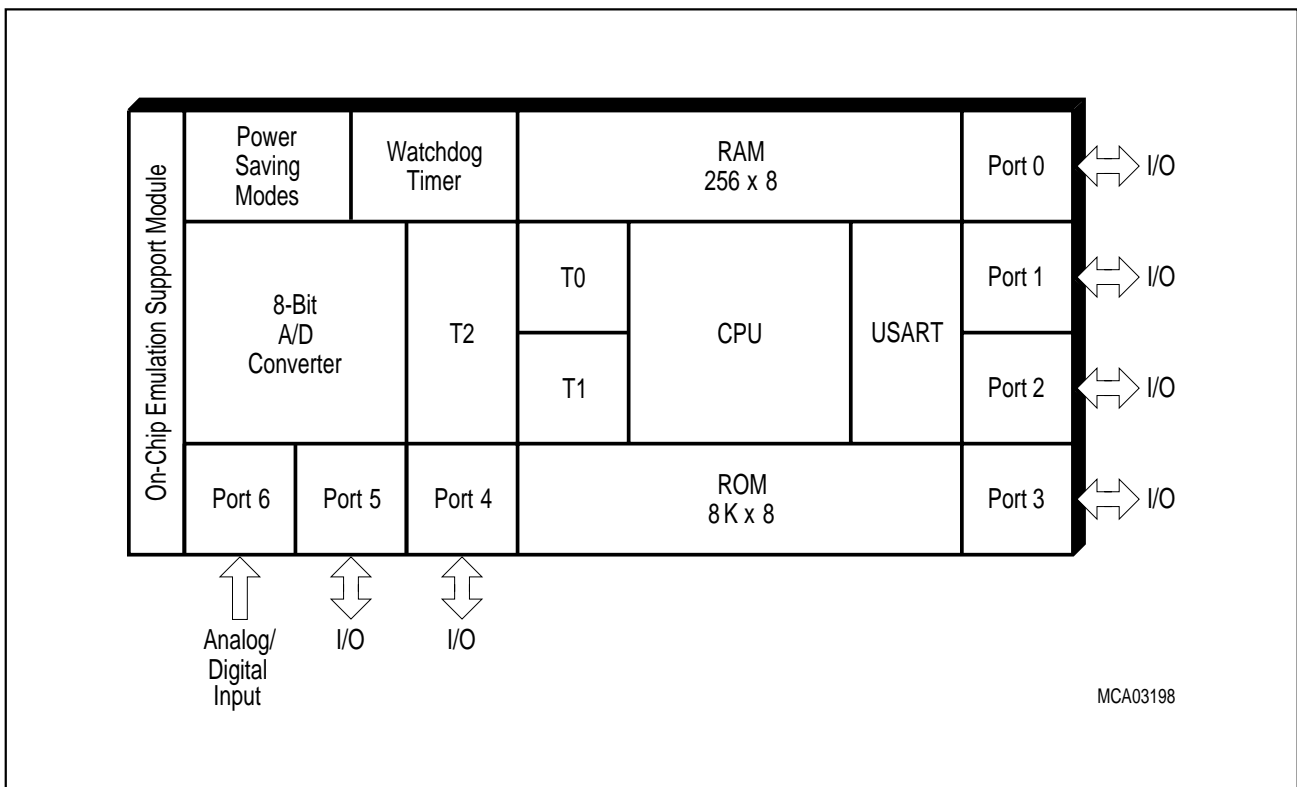 On-Chip Emulation Support Module
Power
Saving
Modes
Watchdog
Timer
RAM
256 x 8
Port 0
I/O
8-Bit
A/D
Converter
T2
T0
T1
CPU
USART
Port 1
I/O
Port 2
I/O
Port 6
Port 5
Port 4
ROM
8K x 8
Port 3
I/O
Analog/
Digital
Input
I/O
I/O
MCA03198